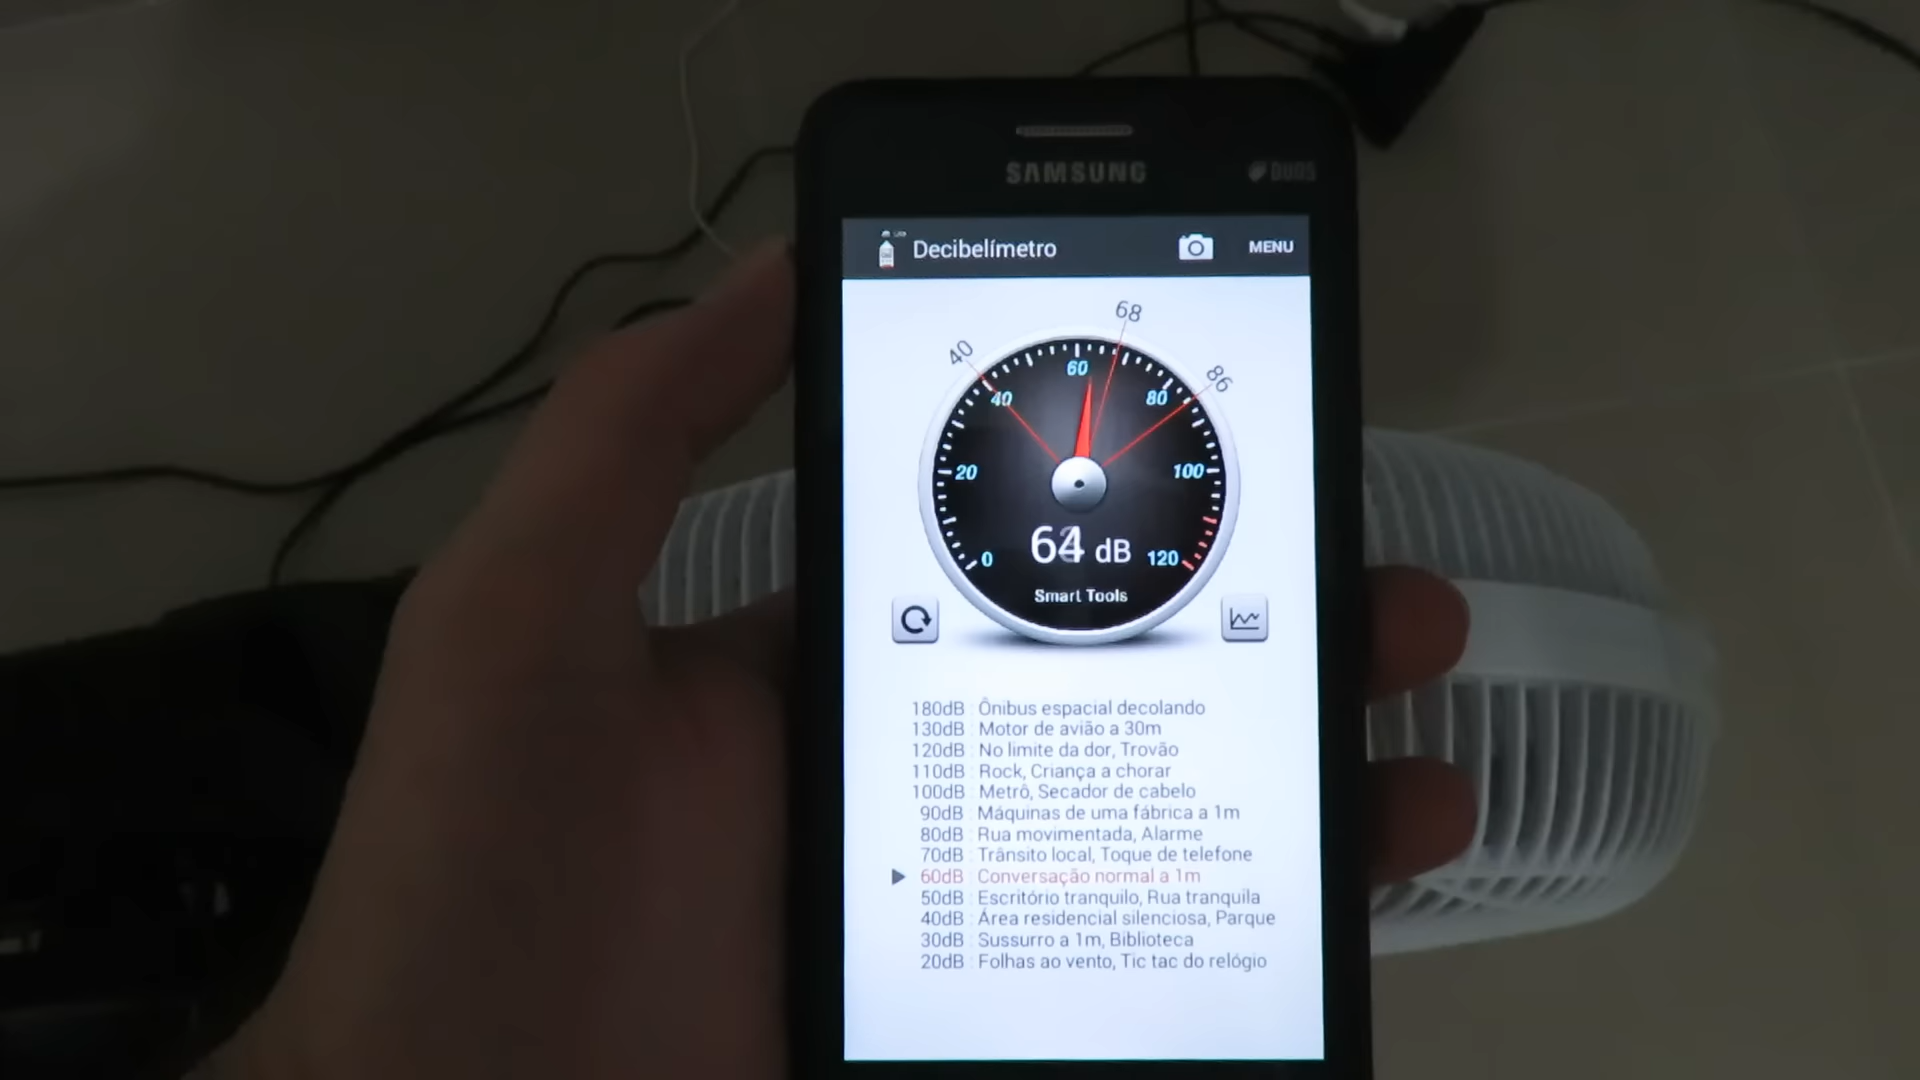 SAMSUNG
DUOS
Decibelímetro
MENU
68
40
86
60
40
80
20
100
64 dB
0
120
Smart Tools
180dB : Ônibus espacial decolando
130dB : Motor de avião a 30m
120dB : No limite da dor, Trovão
110dB : Rock, Criança a chorar
100dB : Metrô, Secador de cabelo
90dB : Máquinas de uma fábrica a 1m
80dB : Rua movimentada, Alarme
70dB : Trânsito local, Toque de telefone
60dB : Conversação normal a 1m
50dB : Escritório tranquilo, Rua tranquila
40dB : Área residencial silenciosa, Parque
30dB : Sussurro a 1m, Biblioteca
20dB : Folhas ao vento, Tic tac do relógio